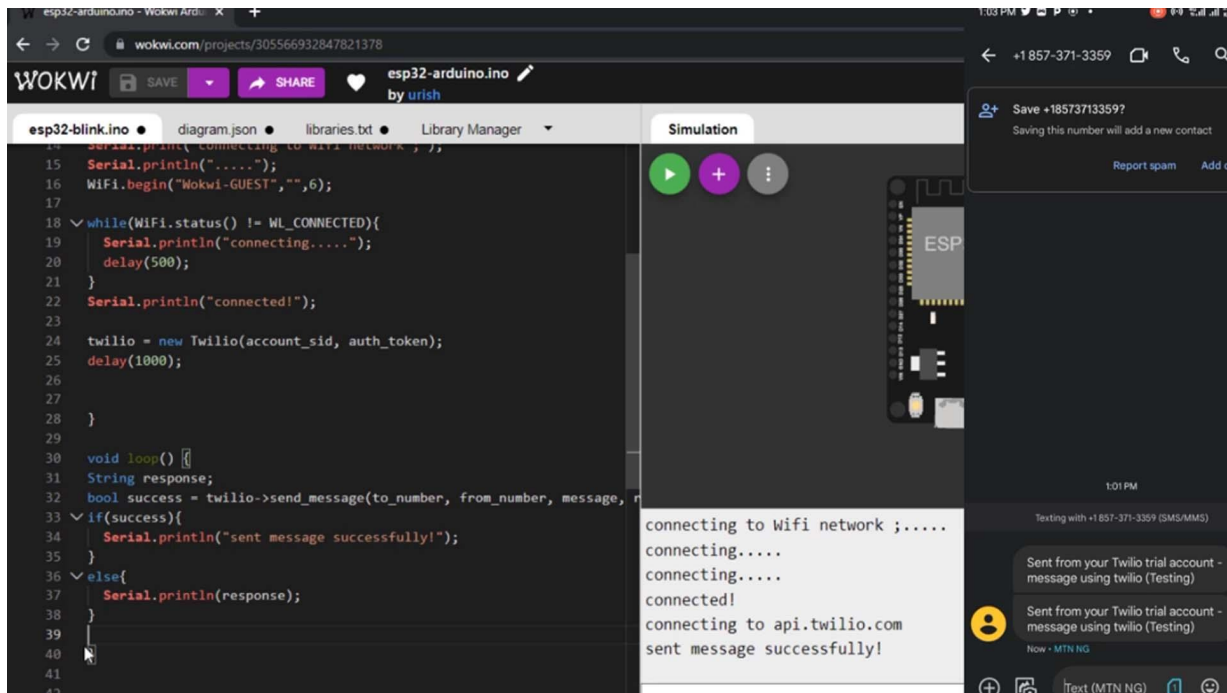 esp32-arduino.ino - Wokwi Ardu
wokwi.com/projects/305566932847821378
WOKWI
SAVE
SHARE
esp32-arduino.ino
by urish
esp32-blink.ino
diagram.json
libraries.txt
Library Manager
14 Serial.print("connecting to Wifi network ;");
15 Serial.println(".....");
16 WiFi.begin("Wokwi-GUEST","",6);
17
18 while(WiFi.status() != WL_CONNECTED){
19 Serial.println("connecting.....");
20 delay(500);
21 }
22 Serial.println("connected!");
23
24 twilio = new Twilio(account_sid, auth_token);
25 delay(1000);
26
27
28 }
29
30 void loop() {
31 String response;
32 bool success = twilio->send_message(to_number, from_number, message, r
33 if(success){
34 Serial.println("sent message successfully!");
35 }
36 else{
37 Serial.println(response);
38 }
39
40 }
41
Simulation
ESP
connecting to Wifi network ;.....
connecting.....
connecting.....
connected!
connecting to api.twilio.com
sent message successfully!
1:03 PM
+1 857-371-3359
Save +18573713359?
Saving this number will add a new contact
Report spam
Add
1:01 PM
Texting with +1 857-371-3359 (SMS/MMS)
Sent from your Twilio trial account -
message using twilio (Testing)
Sent from your Twilio trial account -
message using twilio (Testing)
Now • MTN NG
Text (MTN NG)
1